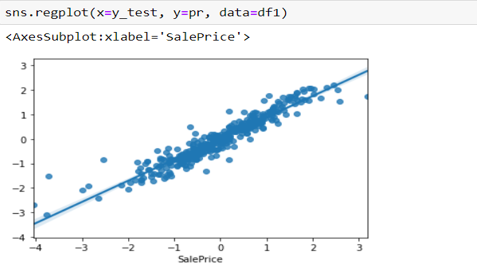 sns.regplot(x=y_test, y=pr, data=df1)
<AxesSubplot:xlabel='SalePrice'>
3
2
1
0
−1
−2
−3
−4
−4 −3 −2 −1 0 1 2 3
SalePrice